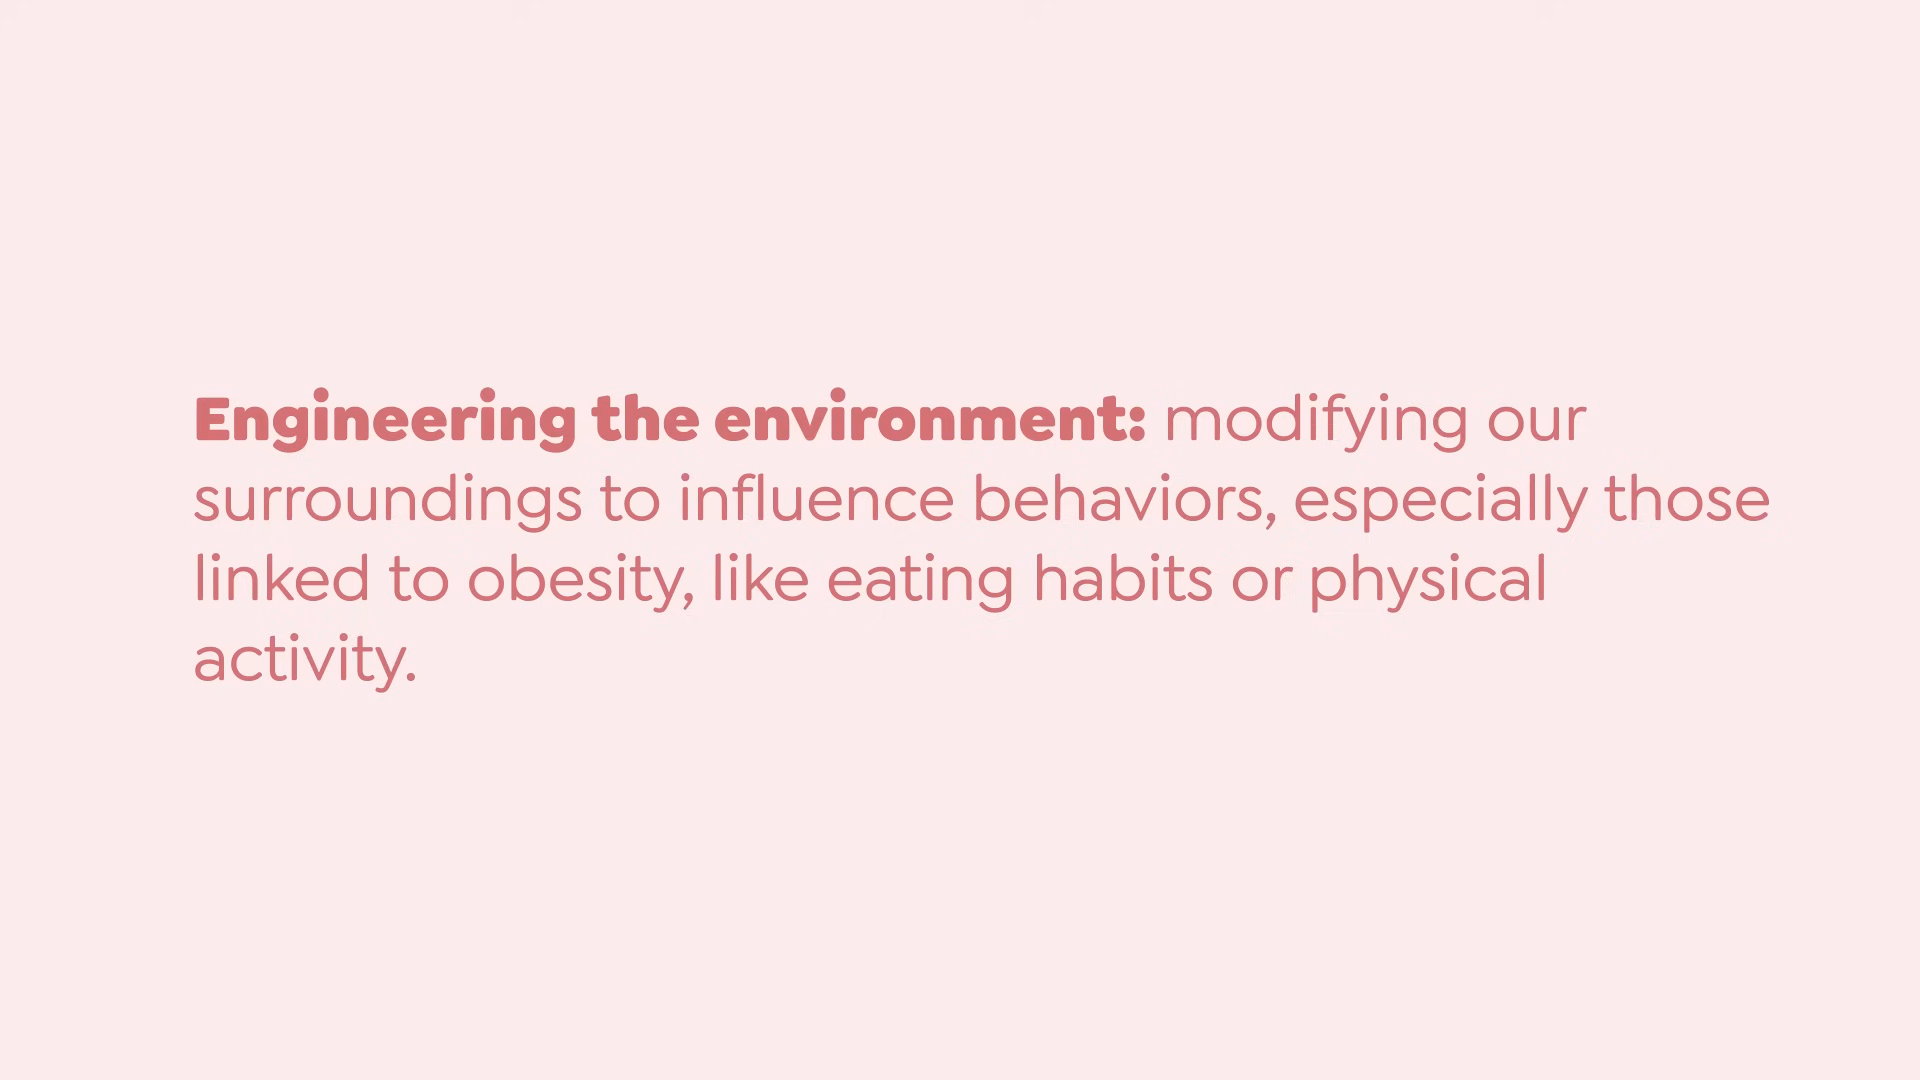 Engineering the environment: modifying our
surroundings to influence behaviors, especially those
linked to obesity, like eating habits or physical
activity.